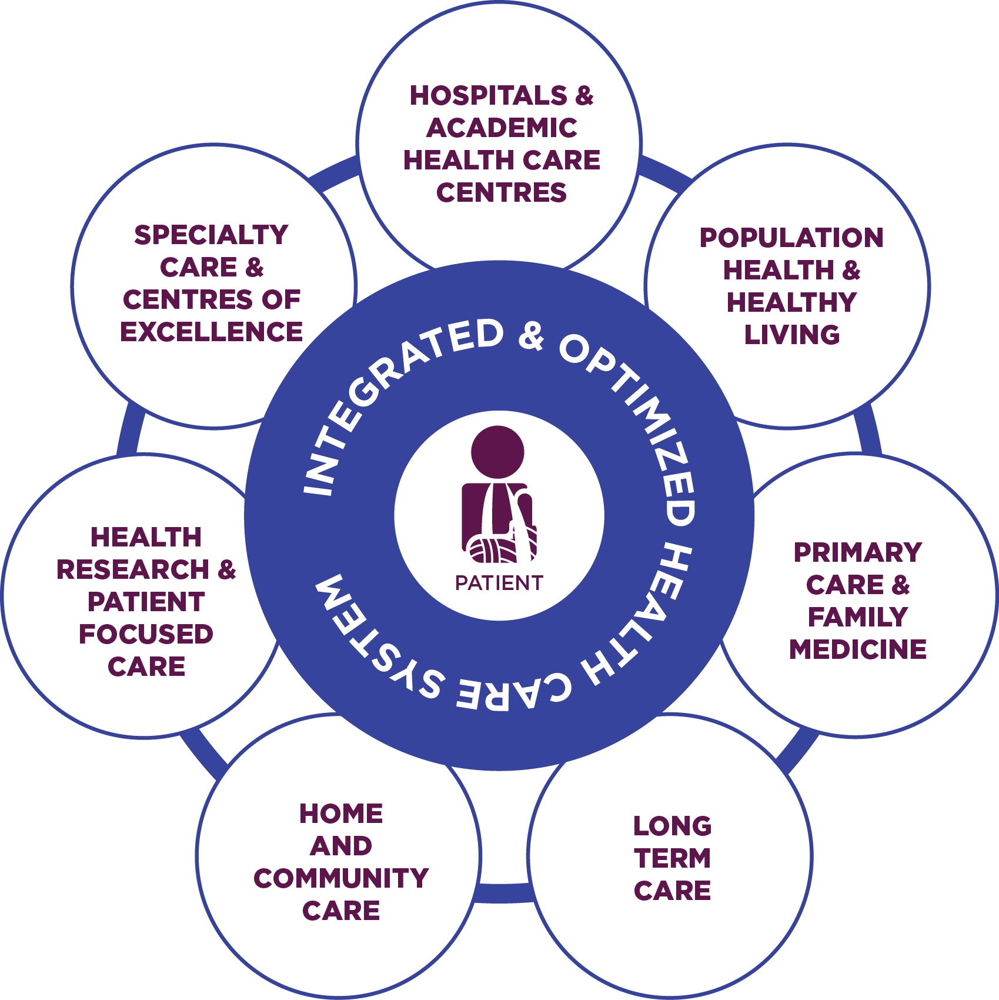 HOSPITALS &
ACADEMIC
HEALTH CARE
CENTRES
POPULATION
HEALTH &
HEALTHY
LIVING
PRIMARY
CARE &
FAMILY
MEDICINE
LONG
TERM
CARE
HOME
AND
COMMUNITY
CARE
HEALTH
RESEARCH &
PATIENT
FOCUSED
CARE
SPECIALTY
CARE &
CENTRES OF
EXCELLENCE
INTEGRATED & OPTIMIZED HEALTH CARE SYSTEM
PATIENT